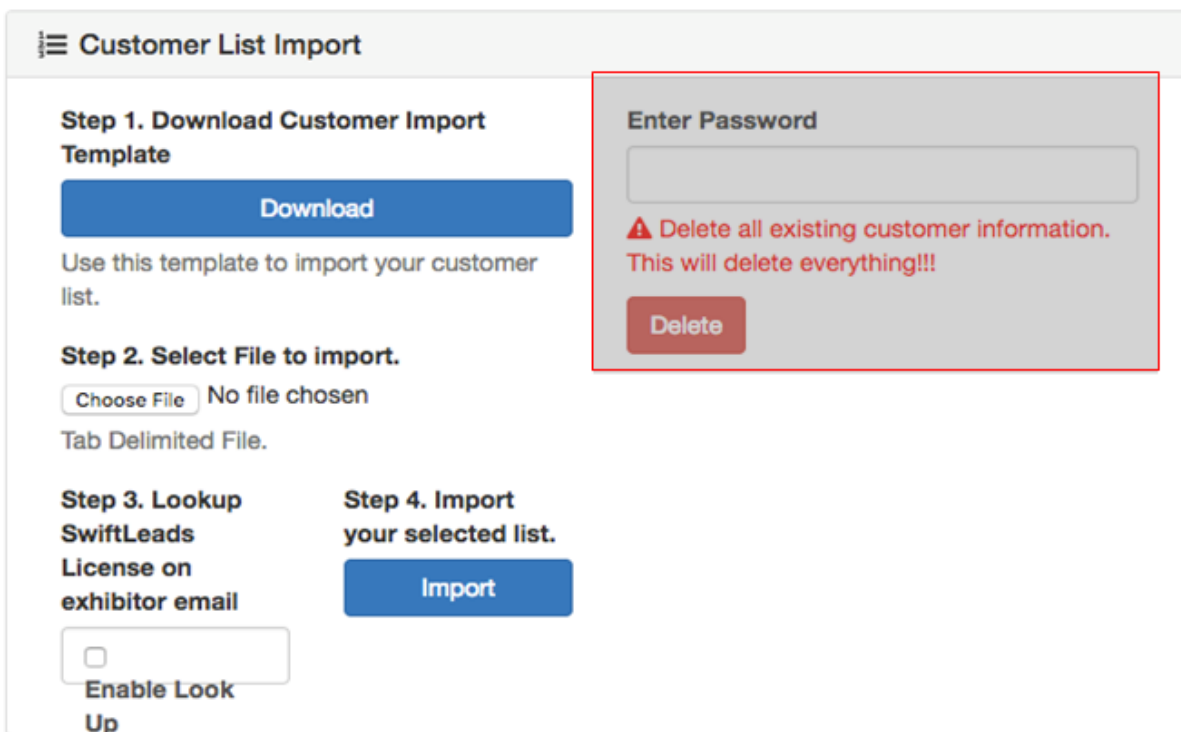 Customer List Import
Step 1. Download Customer Import
Template
Download
Use this template to import your customer
list.
Step 2. Select File to import.
Choose File No file chosen
Tab Delimited File.
Step 3. Lookup
SwiftLeads
License on
exhibitor email
Enable Look
Up
Step 4. Import
your selected list.
Import
Enter Password
Delete all existing customer information.
This will delete everything!!!
Delete